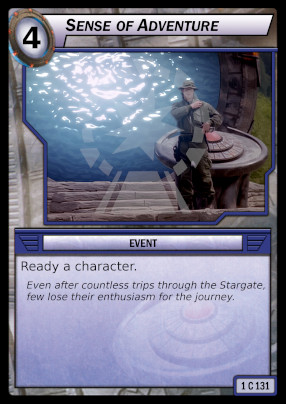 4
SENSE OF ADVENTURE
EVENT
Ready a character.
Even after countless trips through the Stargate,
few lose their enthusiasm for the journey.
1 C 131